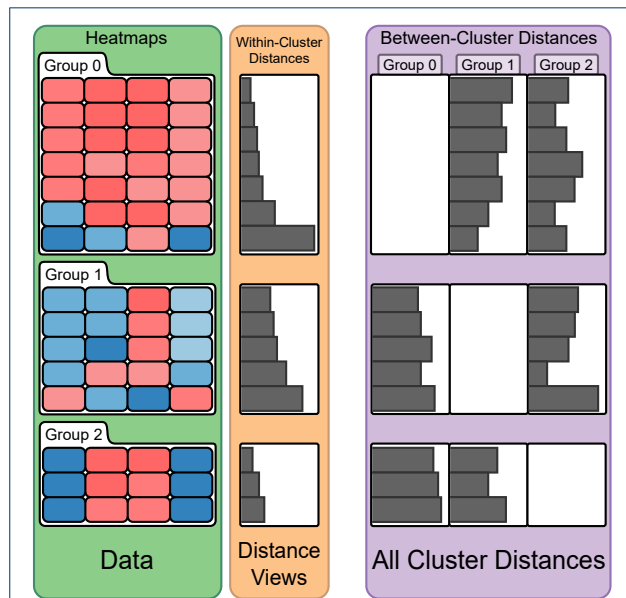 Heatmaps
Within-Cluster
Distances
Between-Cluster Distances
Group 0
Group 0 Group 1 Group 2
Group 1
Group 2
Data
Distance
Views
All Cluster Distances